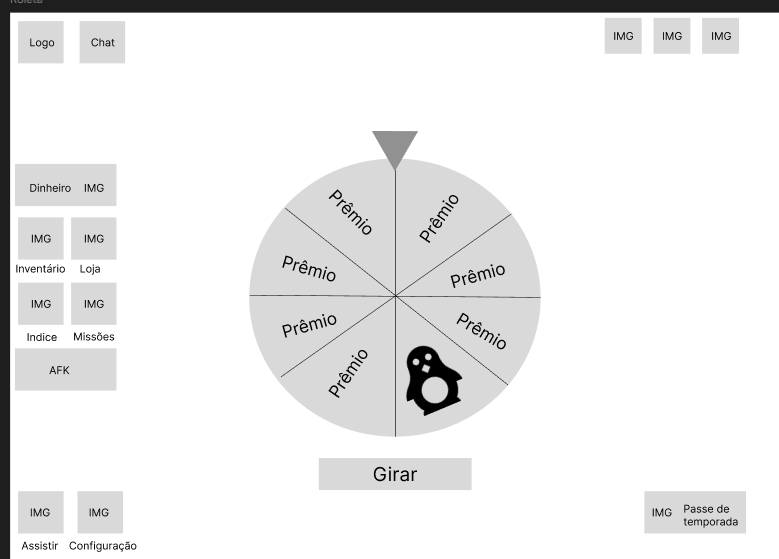 Roleta
Logo
Chat
IMG
IMG
IMG
Dinheiro IMG
IMG
IMG
Inventário
Loja
IMG
IMG
Indice
Missões
AFK
Prêmio
Prêmio
Prêmio
Prêmio
Prêmio
Prêmio
Prêmio
Girar
IMG
IMG
Assistir
Configuração
IMG
Passe de
temporada